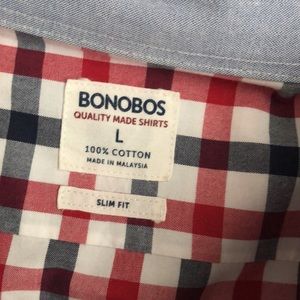 BONOBOS
QUALITY MADE SHIRTS
L
100% COTTON
MADE IN MALAYSIA
SLIM FIT